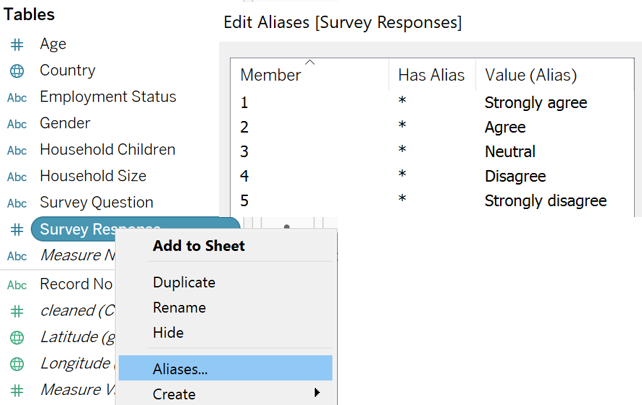 Tables
# Age
Country
Abc Employment Status
Abc Gender
Abc Household Children
Abc Household Size
Abc Survey Question
# Survey Response
Abc Measure N
Abc Record No
# cleaned (C
Latitude (g
Longitude (
# Measure V
Add to Sheet
Duplicate
Rename
Hide
Aliases...
Create
Edit Aliases [Survey Responses]
Member Has Alias Value (Alias)
1 * Strongly agree
2 * Agree
3 * Neutral
4 * Disagree
5 * Strongly disagree